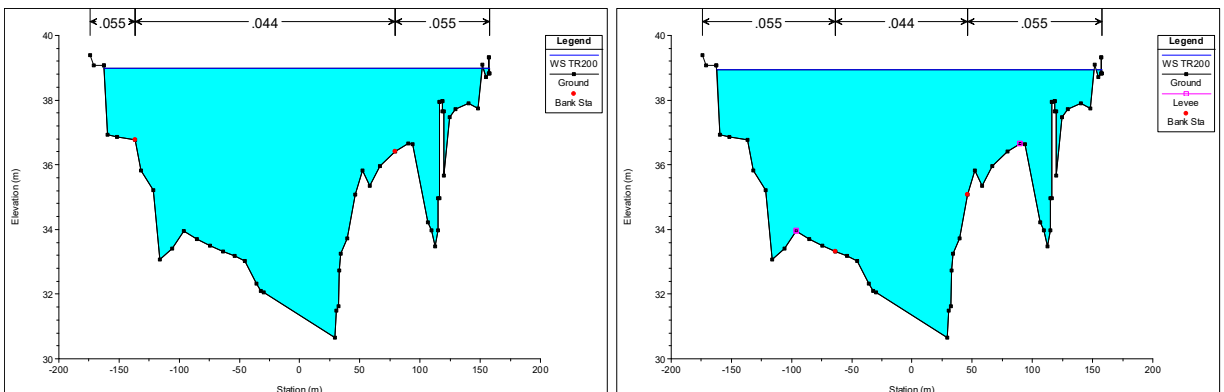 .055 .044 .055
40
38
36
34
32
30
-200 -150 -100 -50 0 50 100 150 200
Elevation (m)
Station (m)
Legend
WS TR200
Ground
Bank Sta
.055 .044 .055
40
38
36
34
32
30
-200 -150 -100 -50 0 50 100 150 200
Elevation (m)
Station (m)
Legend
WS TR200
Ground
Levee
Bank Sta